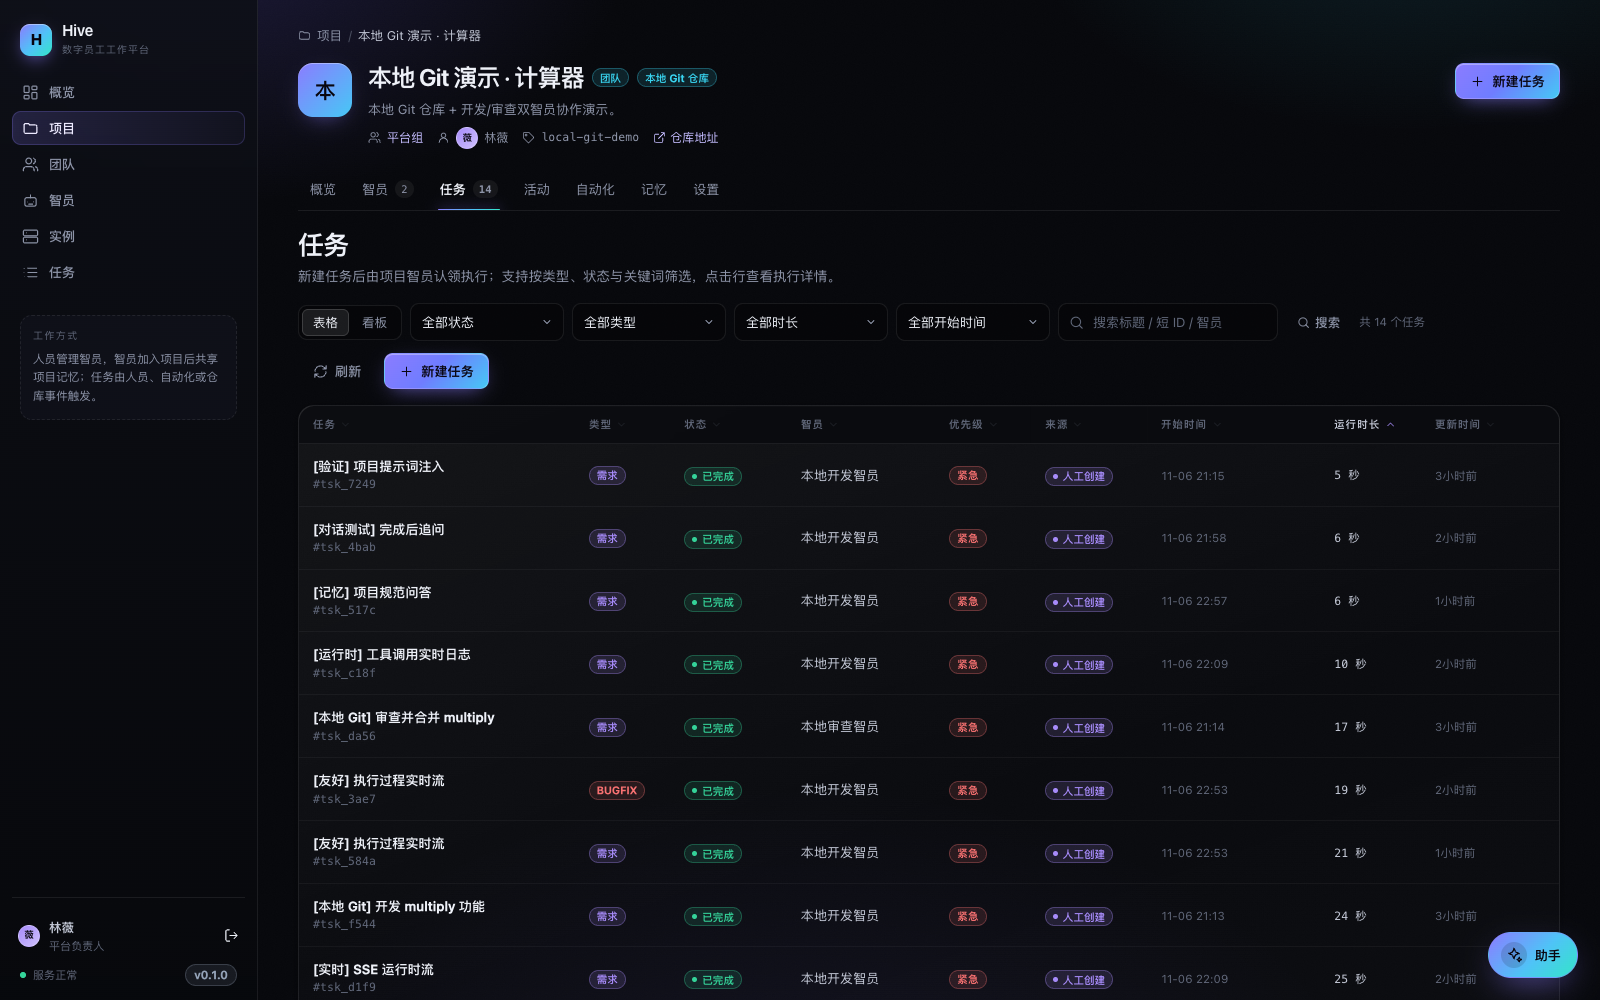 H
Hive
数字员工工作平台
概览
项目
团队
智员
实例
任务
工作方式
人员管理智员，智员加入项目后共享
项目记忆；任务由人员、自动化或仓
库事件触发。
薇
林薇
平台负责人
服务正常
v0.1.0
项目 / 本地 Git 演示 · 计算器
本
本地 Git 演示 · 计算器 团队 本地 Git 仓库
本地 Git 仓库 + 开发/审查双智员协作演示。
平台组 薇 林薇 local-git-demo 仓库地址
新建任务
概览 智员 2 任务 14 活动 自动化 记忆 设置
任务
新建任务后由项目智员认领执行；支持按类型、状态与关键词筛选，点击行查看执行详情。
表格 看板 全部状态 全部类型 全部时长 全部开始时间 搜索标题 / 短 ID / 智员 搜索 共 14 个任务
刷新 新建任务
任务 类型 状态 智员 优先级 来源 开始时间 运行时长 更新时间
[验证] 项目提示词注入
#tsk_7249
需求 已完成 本地开发智员 紧急 人工创建 11-06 21:15 5 秒 3小时前
[对话测试] 完成后追问
#tsk_4bab
需求 已完成 本地开发智员 紧急 人工创建 11-06 21:58 6 秒 2小时前
[记忆] 项目规范问答
#tsk_517c
需求 已完成 本地开发智员 紧急 人工创建 11-06 22:57 6 秒 1小时前
[运行时] 工具调用实时日志
#tsk_c18f
需求 已完成 本地开发智员 紧急 人工创建 11-06 22:09 10 秒 2小时前
[本地 Git] 审查并合并 multiply
#tsk_da56
需求 已完成 本地审查智员 紧急 人工创建 11-06 21:14 17 秒 3小时前
[友好] 执行过程实时流
#tsk_3ae7
BUGFIX 已完成 本地开发智员 紧急 人工创建 11-06 22:53 19 秒 2小时前
[友好] 执行过程实时流
#tsk_584a
需求 已完成 本地开发智员 紧急 人工创建 11-06 22:53 21 秒 1小时前
[本地 Git] 开发 multiply 功能
#tsk_f544
需求 已完成 本地开发智员 紧急 人工创建 11-06 21:13 24 秒 3小时前
[实时] SSE 运行时流
#tsk_d1f9
需求 已完成 本地开发智员 紧急 人工创建 11-06 22:09 25 秒 2小时前
助手